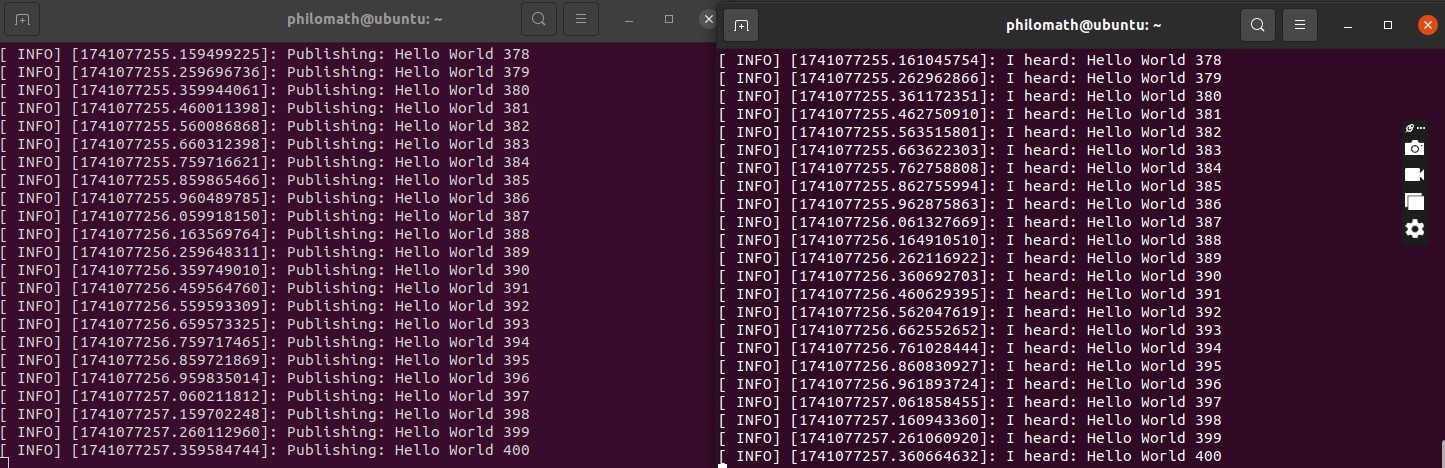 philomath@ubuntu: ~
[ INFO] [1741077255.159499225]: Publishing: Hello World 378
[ INFO] [1741077255.259696736]: Publishing: Hello World 379
[ INFO] [1741077255.359944061]: Publishing: Hello World 380
[ INFO] [1741077255.460011398]: Publishing: Hello World 381
[ INFO] [1741077255.560086868]: Publishing: Hello World 382
[ INFO] [1741077255.660312398]: Publishing: Hello World 383
[ INFO] [1741077255.759716621]: Publishing: Hello World 384
[ INFO] [1741077255.859865466]: Publishing: Hello World 385
[ INFO] [1741077255.960489785]: Publishing: Hello World 386
[ INFO] [1741077256.059918150]: Publishing: Hello World 387
[ INFO] [1741077256.163569764]: Publishing: Hello World 388
[ INFO] [1741077256.259648311]: Publishing: Hello World 389
[ INFO] [1741077256.359749010]: Publishing: Hello World 390
[ INFO] [1741077256.459564760]: Publishing: Hello World 391
[ INFO] [1741077256.559593309]: Publishing: Hello World 392
[ INFO] [1741077256.659573325]: Publishing: Hello World 393
[ INFO] [1741077256.759717465]: Publishing: Hello World 394
[ INFO] [1741077256.859721869]: Publishing: Hello World 395
[ INFO] [1741077256.959835014]: Publishing: Hello World 396
[ INFO] [1741077257.060211812]: Publishing: Hello World 397
[ INFO] [1741077257.159702248]: Publishing: Hello World 398
[ INFO] [1741077257.260112960]: Publishing: Hello World 399
[ INFO] [1741077257.359584744]: Publishing: Hello World 400
philomath@ubuntu: ~
[ INFO] [1741077255.161045754]: I heard: Hello World 378
[ INFO] [1741077255.262962866]: I heard: Hello World 379
[ INFO] [1741077255.361172351]: I heard: Hello World 380
[ INFO] [1741077255.462750910]: I heard: Hello World 381
[ INFO] [1741077255.563515801]: I heard: Hello World 382
[ INFO] [1741077255.663622303]: I heard: Hello World 383
[ INFO] [1741077255.762758808]: I heard: Hello World 384
[ INFO] [1741077255.862755994]: I heard: Hello World 385
[ INFO] [1741077255.962875863]: I heard: Hello World 386
[ INFO] [1741077256.061327669]: I heard: Hello World 387
[ INFO] [1741077256.164910510]: I heard: Hello World 388
[ INFO] [1741077256.262116922]: I heard: Hello World 389
[ INFO] [1741077256.360692703]: I heard: Hello World 390
[ INFO] [1741077256.460629395]: I heard: Hello World 391
[ INFO] [1741077256.562047619]: I heard: Hello World 392
[ INFO] [1741077256.662552652]: I heard: Hello World 393
[ INFO] [1741077256.761028444]: I heard: Hello World 394
[ INFO] [1741077256.860830927]: I heard: Hello World 395
[ INFO] [1741077256.961893724]: I heard: Hello World 396
[ INFO] [1741077257.061858455]: I heard: Hello World 397
[ INFO] [1741077257.160943360]: I heard: Hello World 398
[ INFO] [1741077257.261060920]: I heard: Hello World 399
[ INFO] [1741077257.360664632]: I heard: Hello World 400